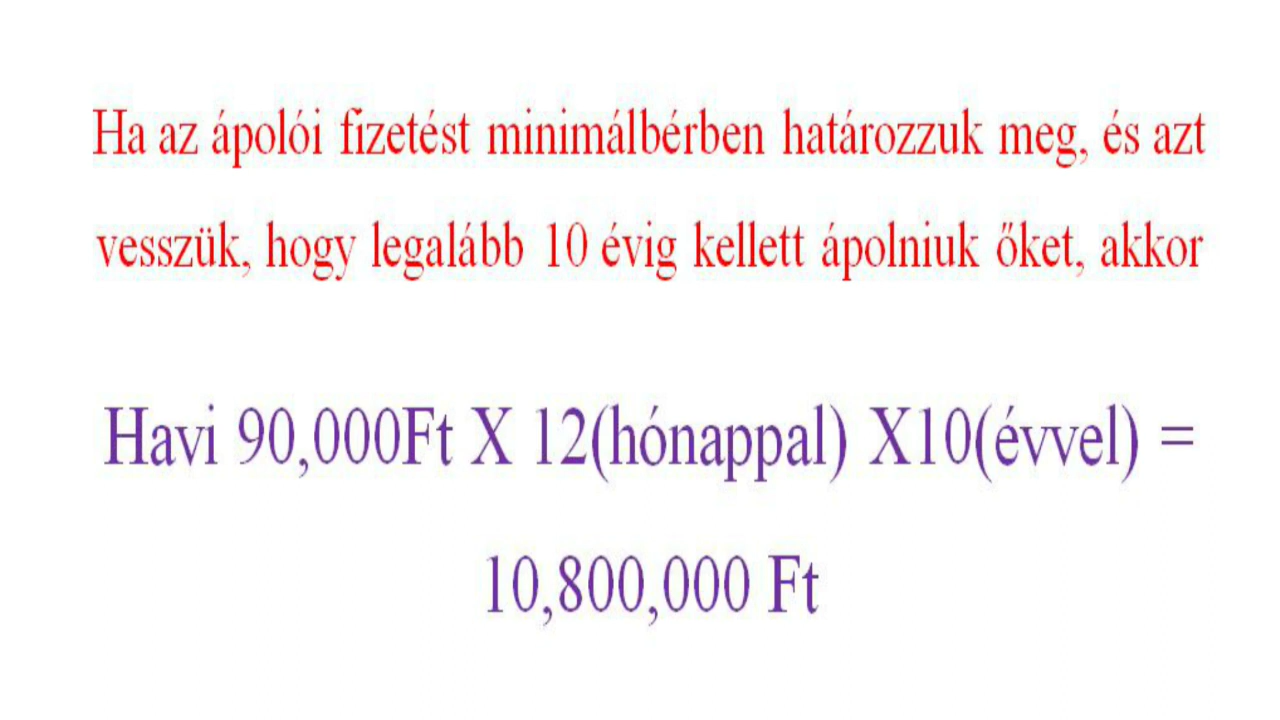 Ha az ápolói fizetést minimálbérben határozzuk meg, és azt
vesszük, hogy legalább 10 évig kellett ápolniuk őket, akkor
Havi 90,000Ft X 12(hónappal) X10(évvel) =
10,800,000 Ft